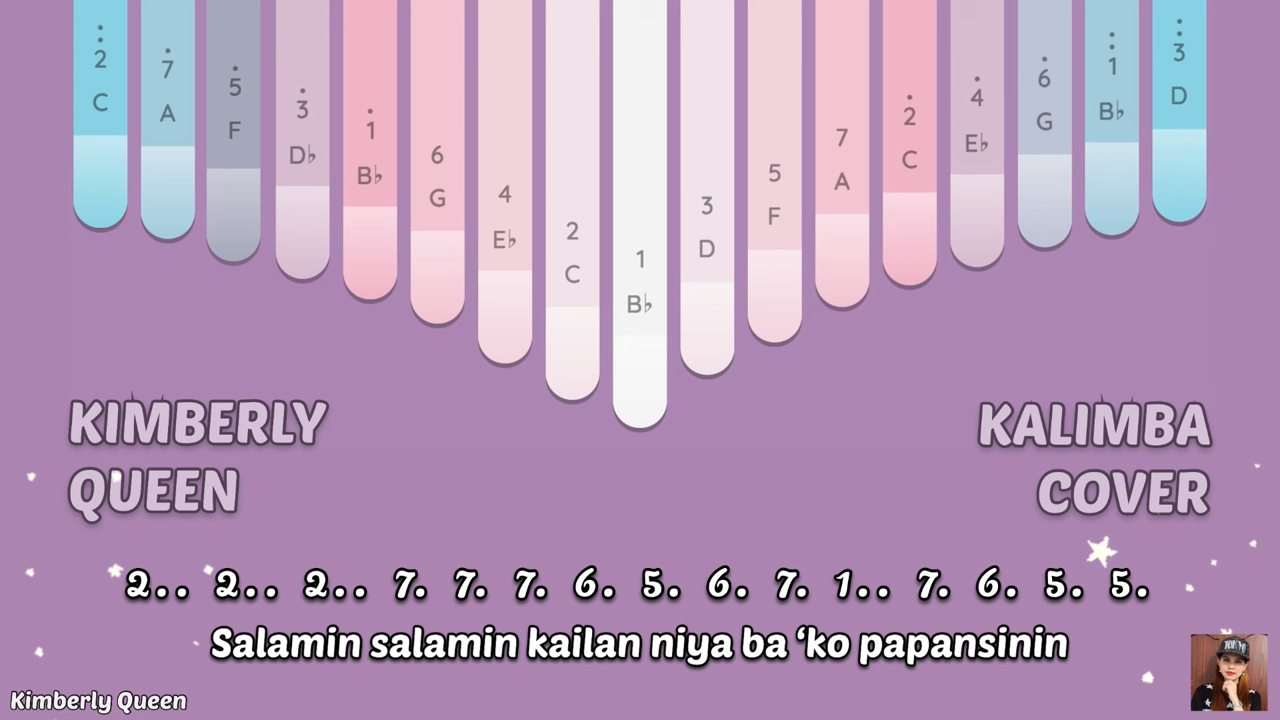 2 7 5 3 1 6 4 2 1 3 5 7 2 4 6 1 3
C A F D♭ B♭ G E♭ C B♭ D F A C E♭ G B♭ D
KIMBERLY
QUEEN
KALIMBA
COVER
2.. 2.. 2.. 7. 7. 7. 6. 5. 6. 7. 1.. 7. 6. 5. 5.
Salamin salamin kailan niya ba ‘ko papansinin
Kimberly Queen